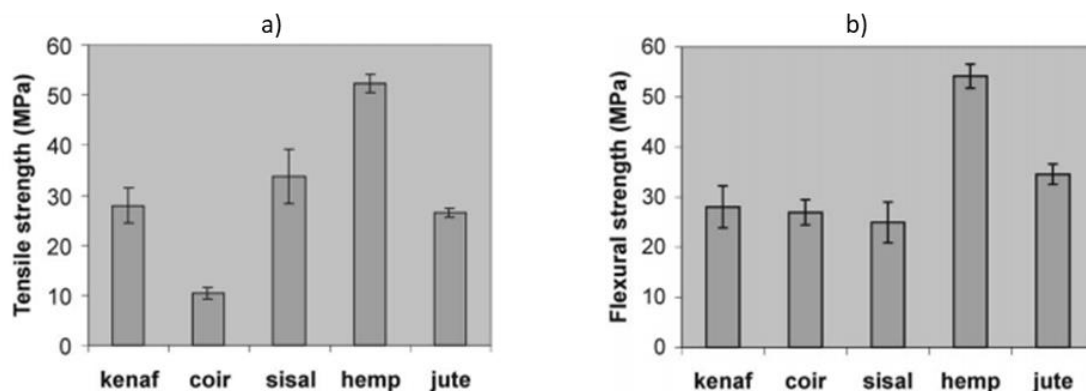 a)
Tensile strength (MPa)
60
50
40
30
20
10
0
kenaf coir sisal hemp jute
b)
Flexural strength (MPa)
60
50
40
30
20
10
0
kenaf coir sisal hemp jute